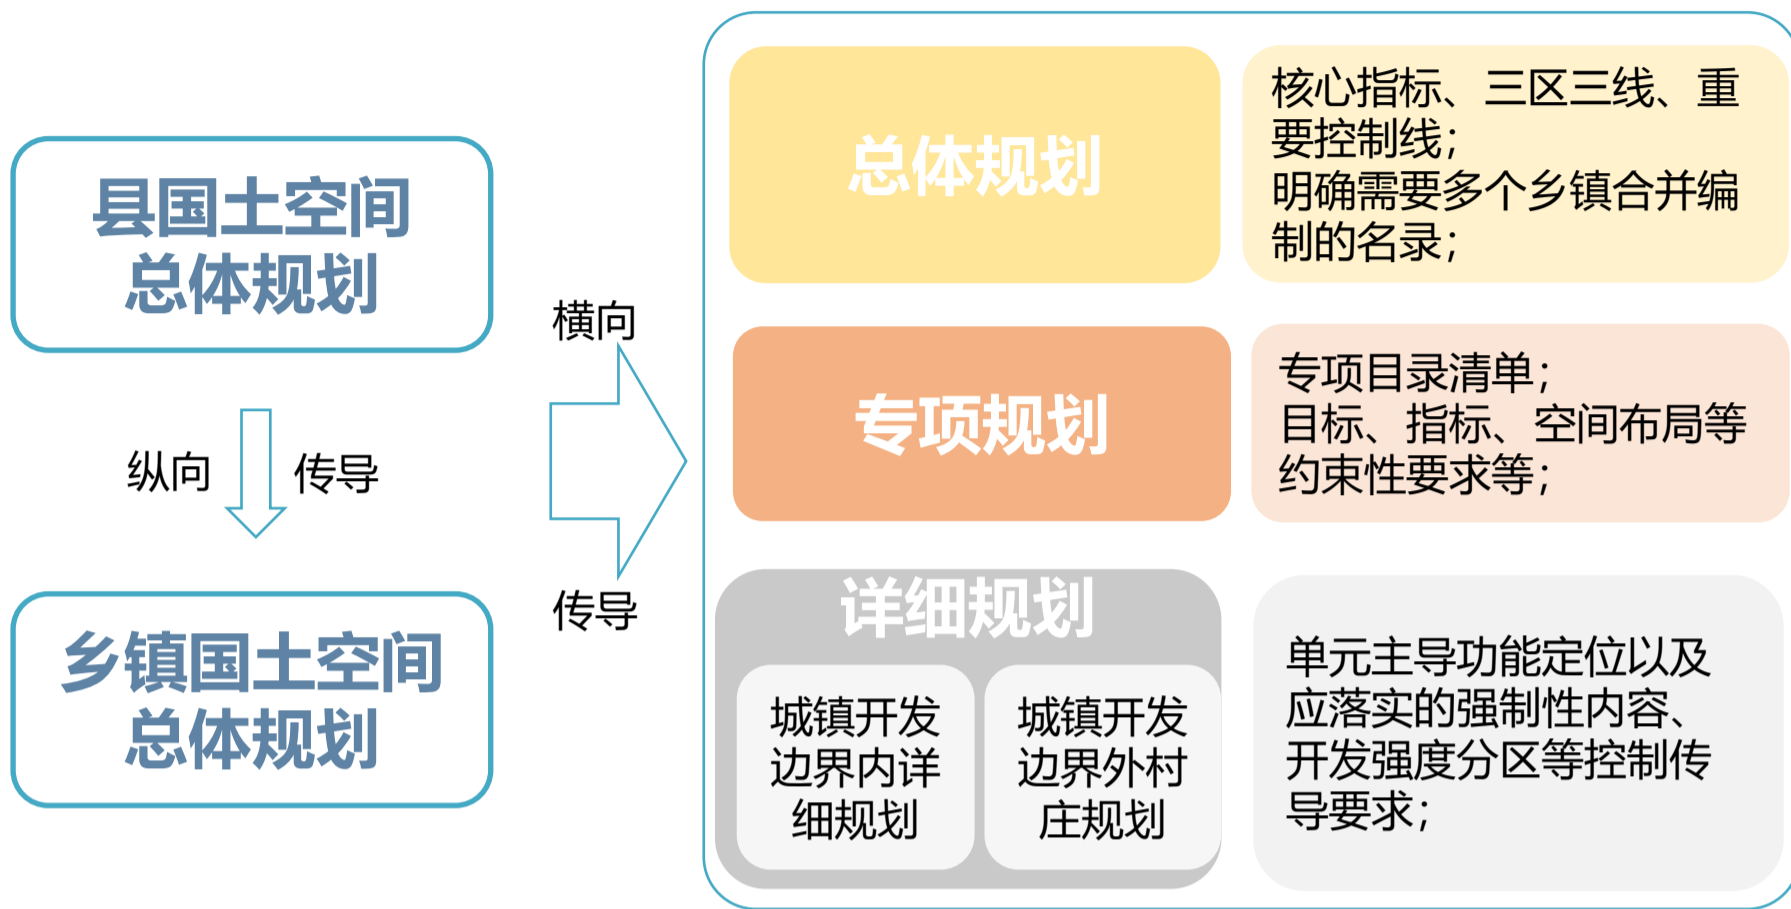 县国土空间
总体规划
纵向
传导
乡镇国土空间
总体规划
横向
传导
总体规划
核心指标、三区三线、重
要控制线；
明确需要多个乡镇合并编
制的名录；
专项规划
专项目录清单；
目标、指标、空间布局等
约束性要求等；
详细规划
城镇开发
边界内详
细规划
城镇开发
边界外村
庄规划
单元主导功能定位以及
应落实的强制性内容、
开发强度分区等控制传
导要求；